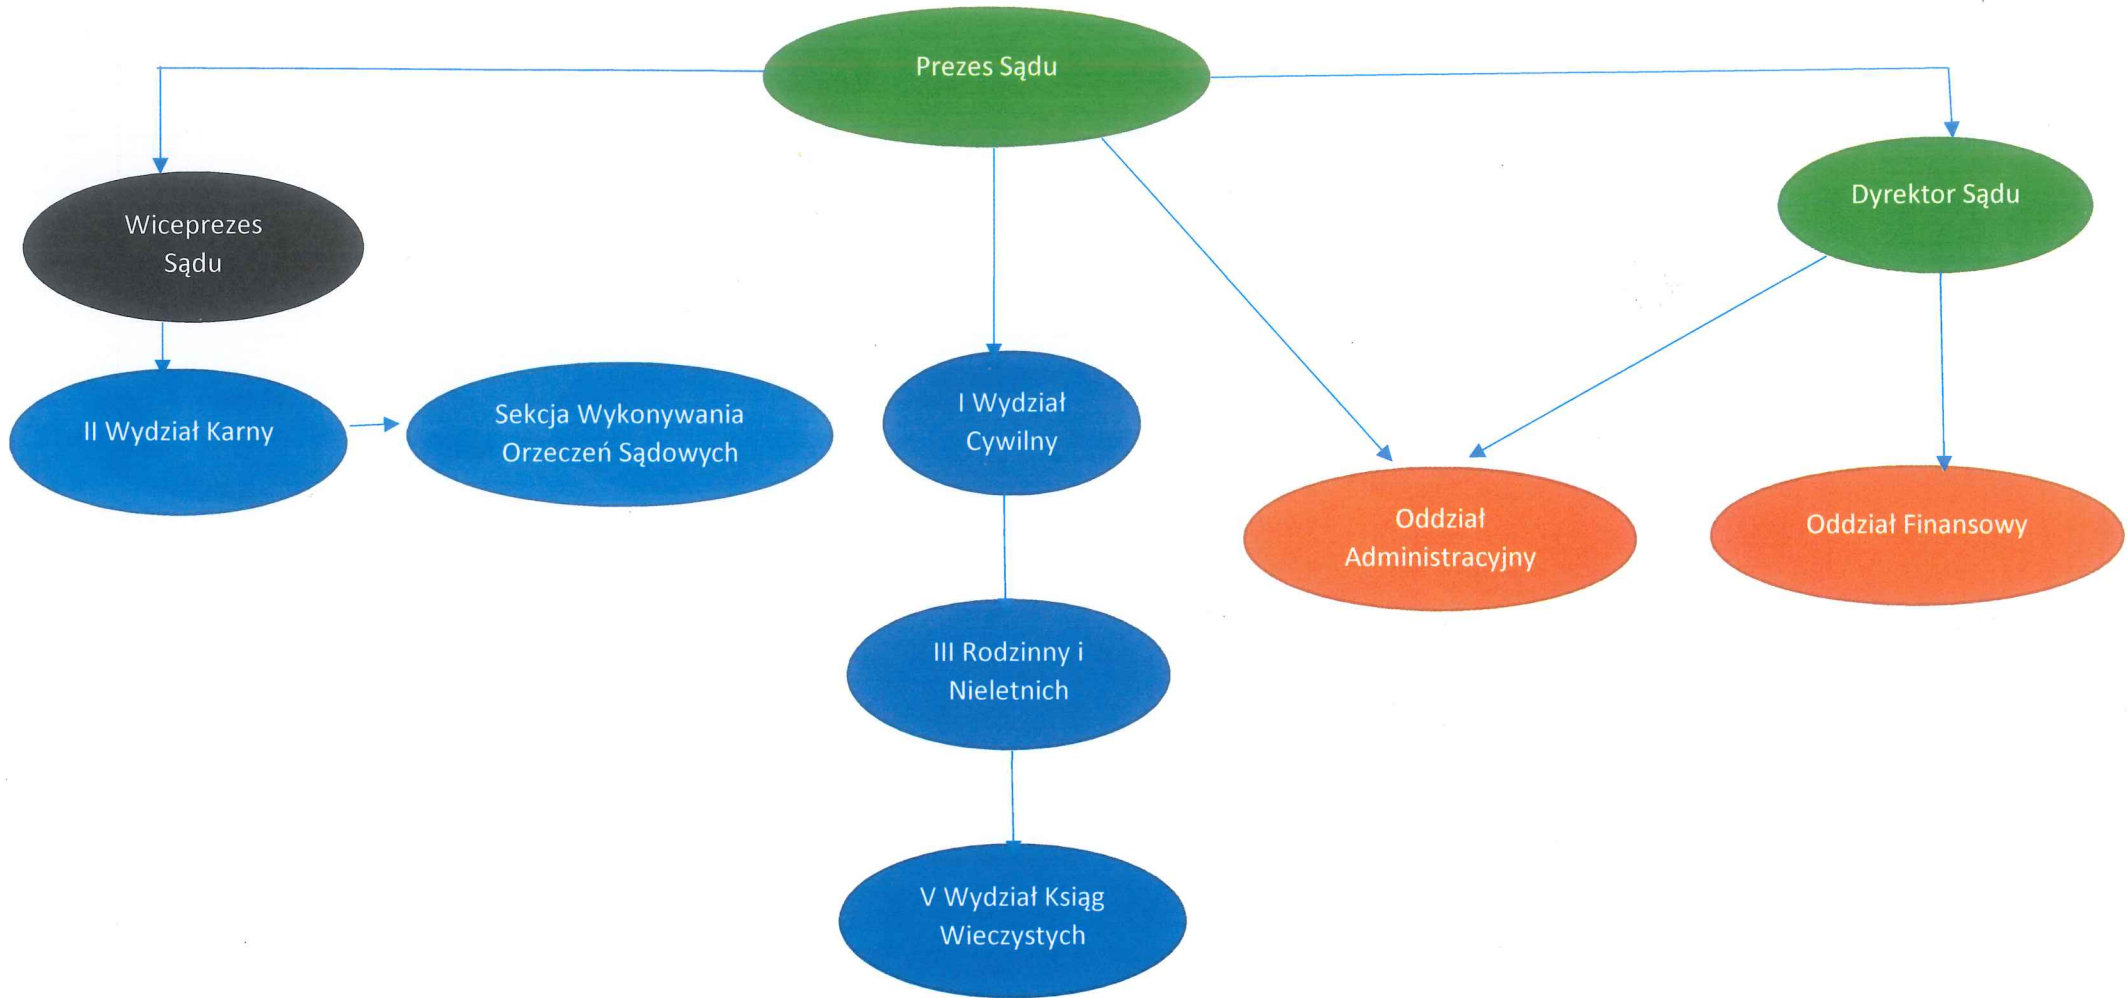 Prezes Sądu
Dyrektor Sądu
Wiceprezes
Sądu
II Wydział Karny
Sekcja Wykonywania
Orzeczeń Sądowych
I Wydział
Cywilny
Oddział
Administracyjny
Oddział Finansowy
III Rodzinny i
Nieletnich
V Wydział Ksiąg
Wieczystych